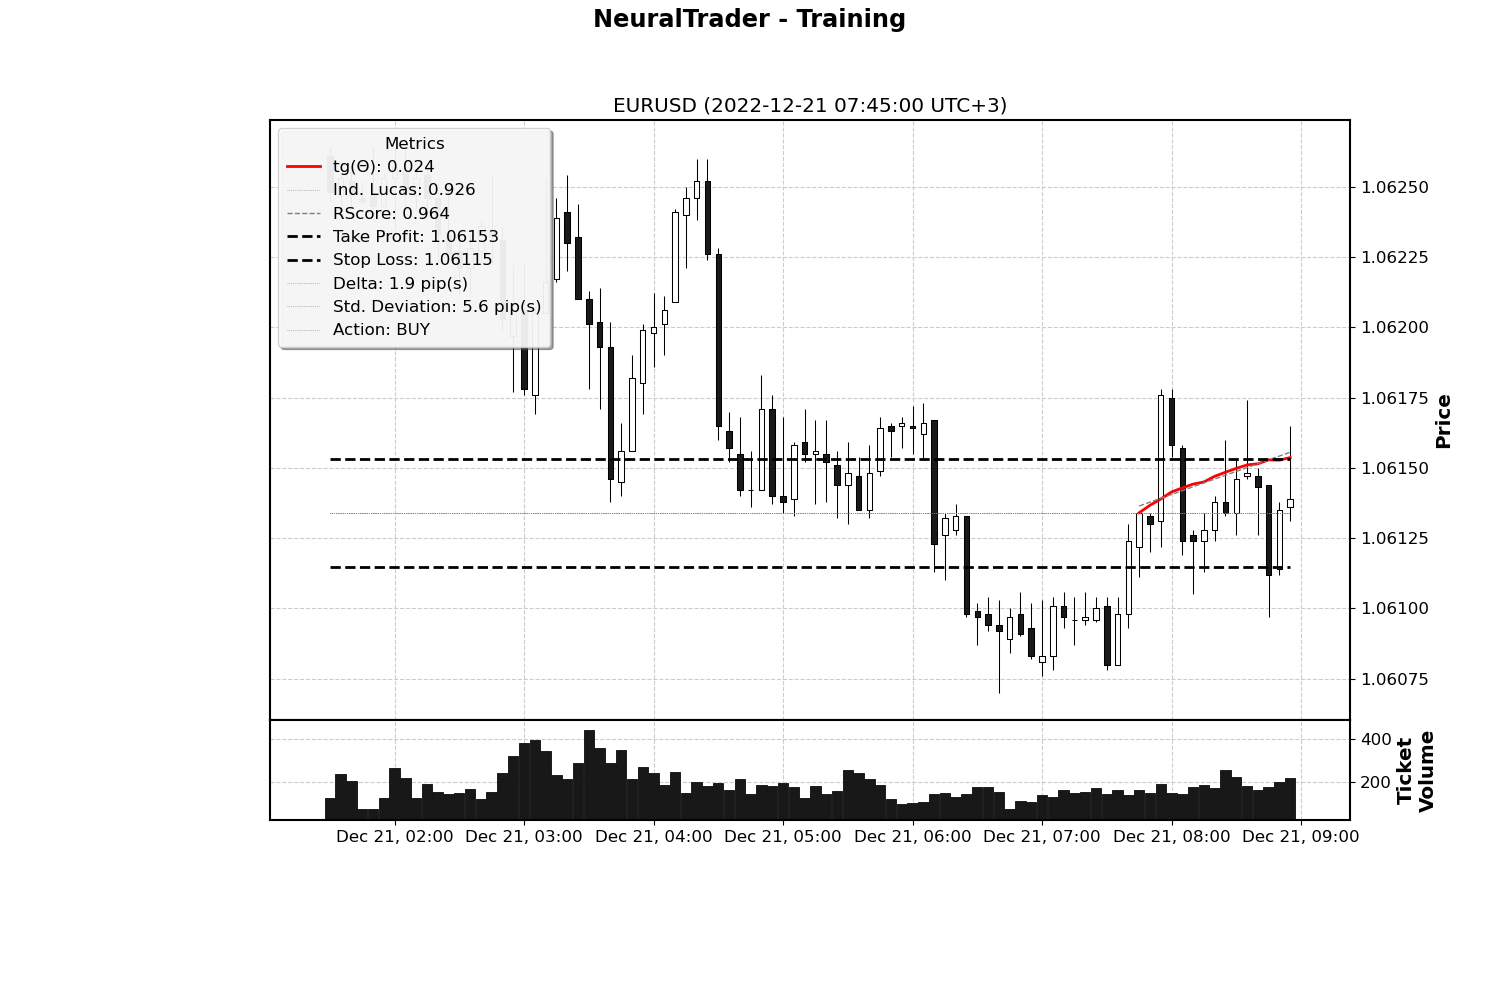 NeuralTrader - Training
EURUSD (2022-12-21 07:45:00 UTC+3)
Metrics
tg(Θ): 0.024
Ind. Lucas: 0.926
RScore: 0.964
Take Profit: 1.06153
Stop Loss: 1.06115
Delta: 1.9 pip(s)
Std. Deviation: 5.6 pip(s)
Action: BUY
1.06250
1.06225
1.06200
1.06175
1.06150
1.06125
1.06100
1.06075
Price
400
200
Ticket
Volume
Dec 21, 02:00
Dec 21, 03:00
Dec 21, 04:00
Dec 21, 05:00
Dec 21, 06:00
Dec 21, 07:00
Dec 21, 08:00
Dec 21, 09:00